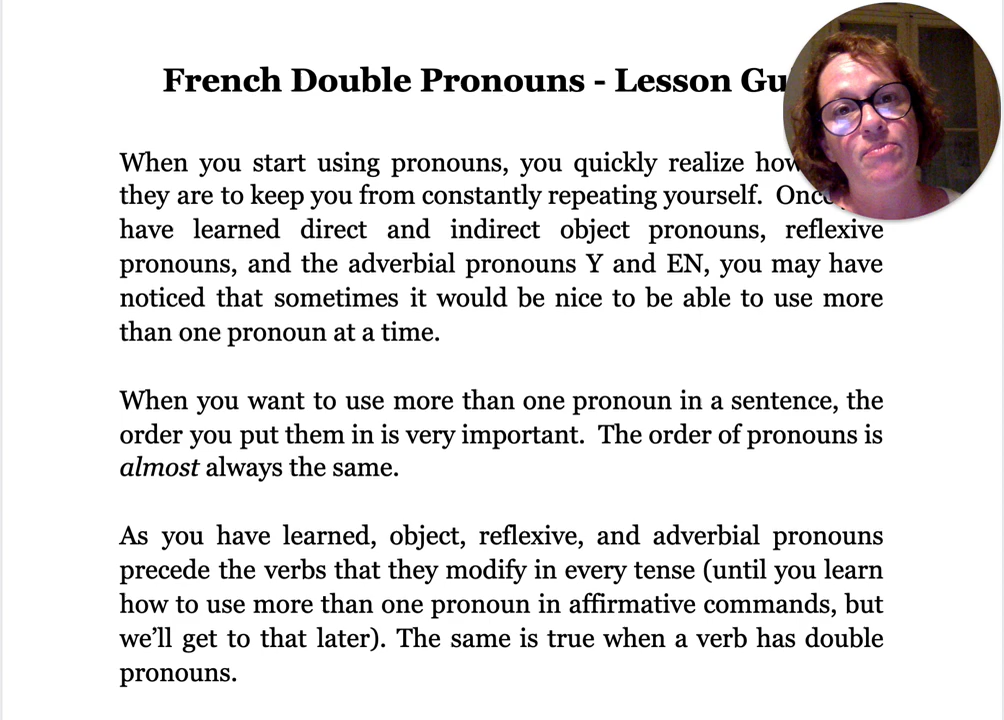 French Double Pronouns - Lesson
When you start using pronouns, you quickly realize how
they are to keep you from constantly repeating yourself.  Once
have learned direct and indirect object pronouns, reflexive
pronouns, and the adverbial pronouns Y and EN, you may have
noticed that sometimes it would be nice to be able to use more
than one pronoun at a time.
When you want to use more than one pronoun in a sentence, the
order you put them in is very important.  The order of pronouns is
almost always the same.
As you have learned, object, reflexive, and adverbial pronouns
precede the verbs that they modify in every tense (until you learn
how to use more than one pronoun in affirmative commands, but
we’ll get to that later). The same is true when a verb has double
pronouns.